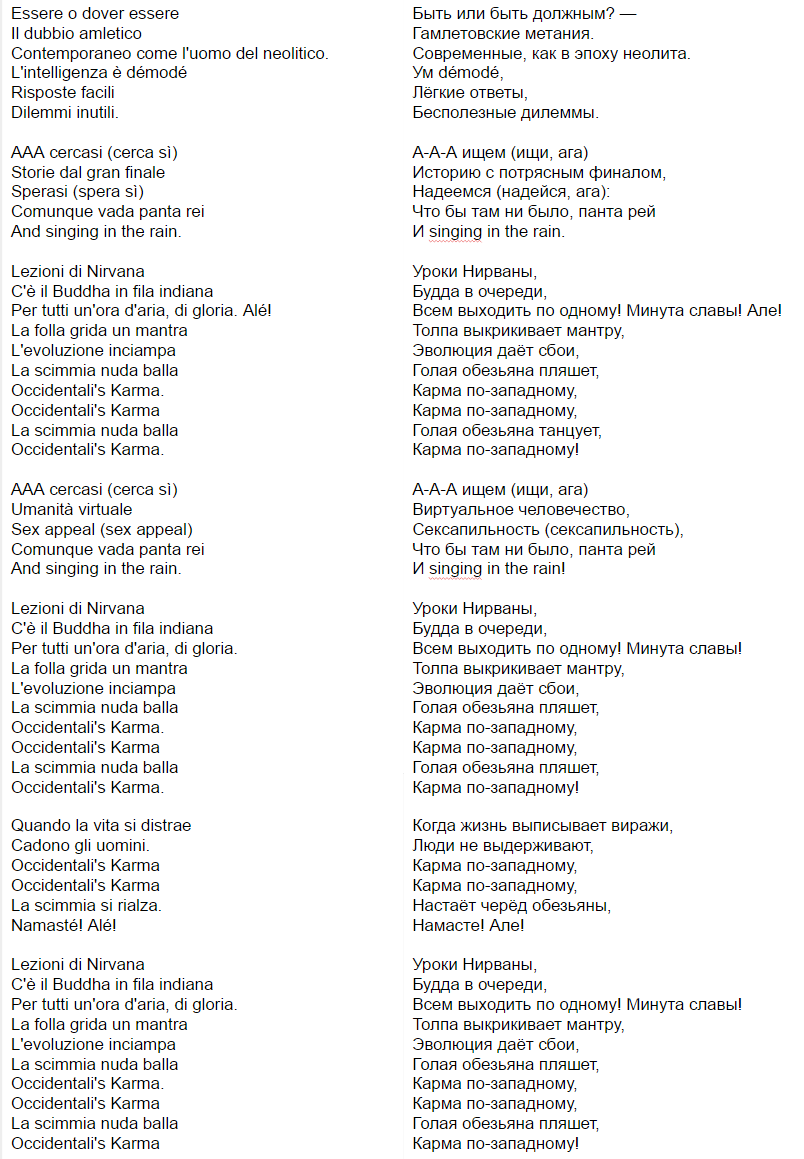 Essere o dover essere
Il dubbio amletico
Contemporaneo come l'uomo del neolitico.
L'intelligenza è démodé
Risposte facili
Dilemmi inutili.
AAA cercasi (cerca sì)
Storie dal gran finale
Sperasi (spera sì)
Comunque vada panta rei
And singing in the rain.
Lezioni di Nirvana
C'è il Buddha in fila indiana
Per tutti un'ora d'aria, di gloria. Alé!
La folla grida un mantra
L'evoluzione inciampa
La scimmia nuda balla
Occidentali's Karma.
Occidentali's Karma
La scimmia nuda balla
Occidentali's Karma.
AAA cercasi (cerca sì)
Umanità virtuale
Sex appeal (sex appeal)
Comunque vada panta rei
And singing in the rain.
Lezioni di Nirvana
C'è il Buddha in fila indiana
Per tutti un'ora d'aria, di gloria.
La folla grida un mantra
L'evoluzione inciampa
La scimmia nuda balla
Occidentali's Karma.
Occidentali's Karma
La scimmia nuda balla
Occidentali's Karma.
Quando la vita si distrae
Cadono gli uomini.
Occidentali's Karma
Occidentali's Karma
La scimmia si rialza.
Namasté! Alé!
Lezioni di Nirvana
C'è il Buddha in fila indiana
Per tutti un'ora d'aria, di gloria.
La folla grida un mantra
L'evoluzione inciampa
La scimmia nuda balla
Occidentali's Karma.
Occidentali's Karma
La scimmia nuda balla
Occidentali's Karma
Быть или быть должным? —
Гамлетовские метания.
Современные, как в эпоху неолита.
Ум démodé,
Лёгкие ответы,
Бесполезные дилеммы.
А-А-А ищем (ищи, ага)
Историю с потрясным финалом,
Надеемся (надейся, ага):
Что бы там ни было, панта рей
И singing in the rain.
Уроки Нирваны,
Будда в очереди,
Всем выходить по одному! Минута славы! Але!
Толпа выкрикивает мантру,
Эволюция даёт сбои,
Голая обезьяна пляшет,
Карма по-западному,
Карма по-западному,
Голая обезьяна танцует,
Карма по-западному!
А-А-А ищем (ищи, ага)
Виртуальное человечество,
Сексапильность (сексапильность),
Что бы там ни было, панта рей
И singing in the rain!
Уроки Нирваны,
Будда в очереди,
Всем выходить по одному! Минута славы!
Толпа выкрикивает мантру,
Эволюция даёт сбои,
Голая обезьяна пляшет,
Карма по-западному,
Карма по-западному,
Голая обезьяна пляшет,
Карма по-западному!
Когда жизнь выписывает виражи,
Люди не выдерживают,
Карма по-западному,
Карма по-западному,
Настаёт черёд обезьяны,
Намасте! Але!
Уроки Нирваны,
Будда в очереди,
Всем выходить по одному! Минута славы!
Толпа выкрикивает мантру,
Эволюция даёт сбои,
Голая обезьяна пляшет,
Карма по-западному,
Карма по-западному,
Голая обезьяна пляшет,
Карма по-западному!